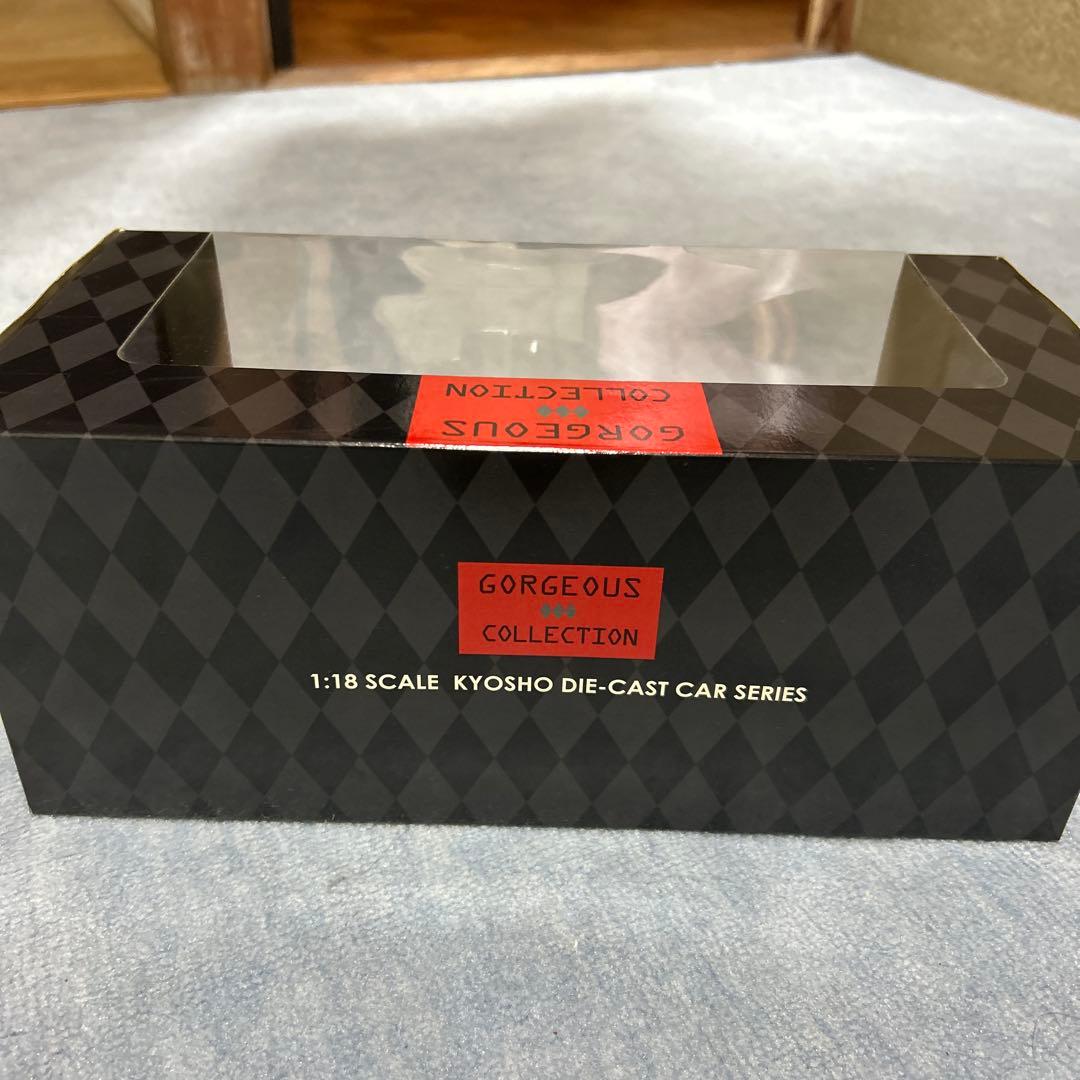 GORGEOUS
COLLECTION
GORGEOUS
COLLECTION
1:18 SCALE KYOSHO DIE-CAST CAR SERIES